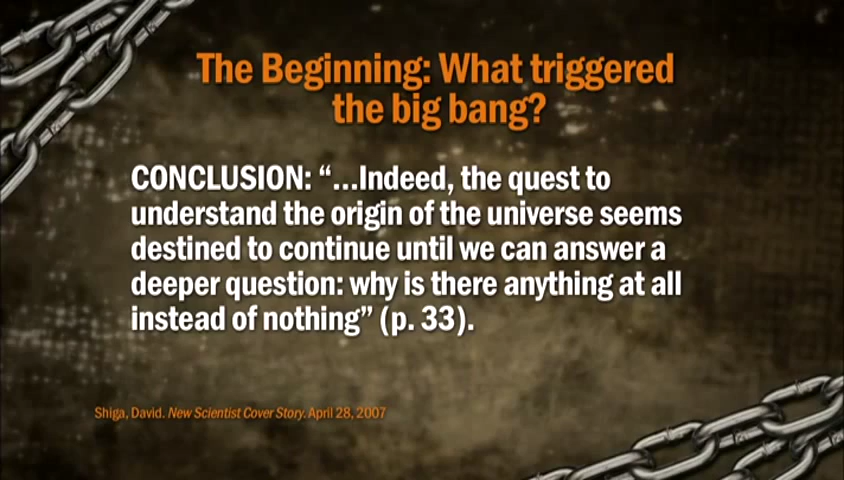 The Beginning: What triggered
the big bang?
CONCLUSION: “...Indeed, the quest to
understand the origin of the universe seems
destined to continue until we can answer a
deeper question: why is there anything at all
instead of nothing” (p. 33).
Shiga, David. New Scientist Cover Story. April 28, 2007